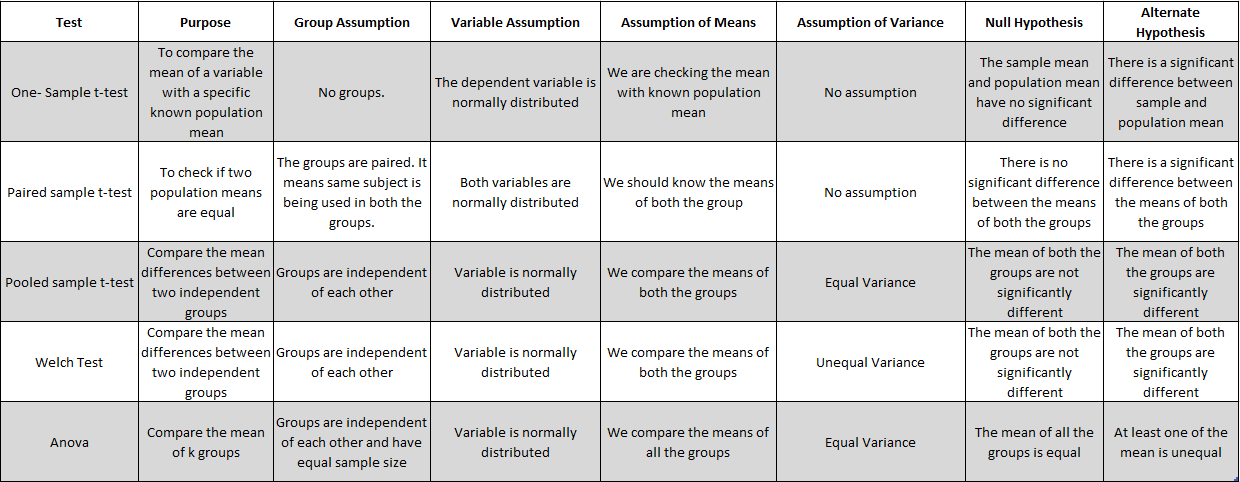 Test
Purpose
Group Assumption
Variable Assumption
Assumption of Means
Assumption of Variance
Null Hypothesis
Alternate
Hypothesis
One- Sample t-test
To compare the
mean of a variable
with a specific
known population
mean
No groups.
The dependent variable is
normally distributed
We are checking the mean
with known population
mean
No assumption
The sample mean
and population mean
have no significant
difference
There is a significant
difference between
sample and
population mean
Paired sample t-test
To check if two
population means
are equal
The groups are paired. It
means same subject is
being used in both the
groups.
Both variables are
normally distributed
We should know the means
of both the group
No assumption
There is no
significant difference
between the means
of both the groups
There is a significant
difference between
the means of both
the groups
Pooled sample t-test
Compare the mean
differences between
two independent
groups
Groups are independent
of each other
Variable is normally
distributed
We compare the means of
both the groups
Equal Variance
The mean of both the
groups are not
significantly
different
The mean of both
the groups are
significantly
different
Welch Test
Compare the mean
differences between
two independent
groups
Groups are independent
of each other
Variable is normally
distributed
We compare the means of
both the groups
Unequal Variance
The mean of both the
groups are not
significantly
different
The mean of both
the groups are
significantly
different
Anova
Compare the mean
of k groups
Groups are independent
of each other and have
equal sample size
Variable is normally
distributed
We compare the means of
all the groups
Equal Variance
The mean of all the
groups is equal
At least one of the
mean is unequal